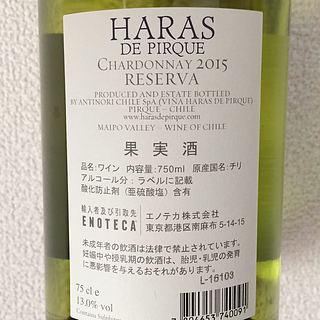 HARAS
DE PIRQUE
CHARDONNAY 2015
RESERVA
PRODUCED AND ESTATE BOTTLED
BY ANTINORI CHILE SpA (VIÑA HARAS DE PIRQUE)
PIRQUE – CHILE
www.harasdepirque.com
MAIPO VALLEY – WINE OF CHILE
果実酒
品名:ワイン 内容量:750ml 原産国名:チリ
アルコール分:ラベルに記載
酸化防止剤(亜硫酸塩)含有
輸入者及び引取先
ENOTECA
エノテカ株式会社
東京都港区南麻布 5-14-15
未成年者の飲酒は法律で禁止されています。
妊娠中や授乳期の飲酒は、胎児・乳児の発育
に悪影響を与えるおそれがあります。
L-16103
75 cl e
13.0% vol
Contains Sulphites
7 804653 740091